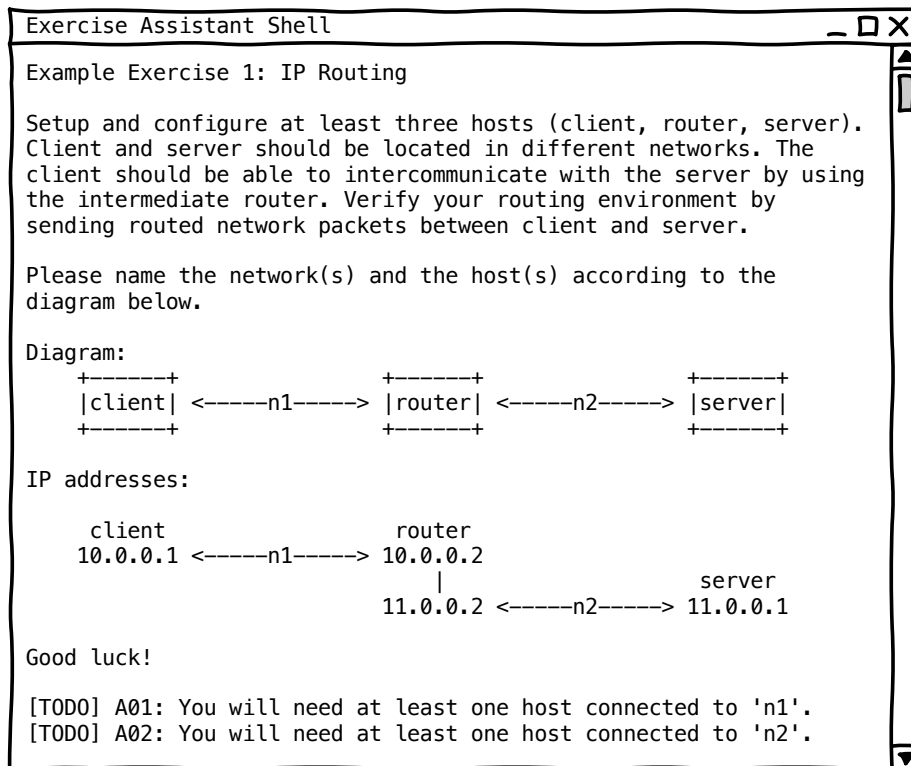 Exercise Assistant Shell
Example Exercise 1: IP Routing
Setup and configure at least three hosts (client, router, server).
Client and server should be located in different networks. The
client should be able to intercommunicate with the server by using
the intermediate router. Verify your routing environment by
sending routed network packets between client and server.
Please name the network(s) and the host(s) according to the
diagram below.
Diagram:
+------+                +------+                +------+
|client| <-----n1-----> |router| <-----n2-----> |server|
+------+                +------+                +------+
IP addresses:
client                  router
10.0.0.1 <-----n1-----> 10.0.0.2
|                    server
11.0.0.2 <-----n2-----> 11.0.0.1
Good luck!
[TODO] A01: You will need at least one host connected to 'n1'.
[TODO] A02: You will need at least one host connected to 'n2'.